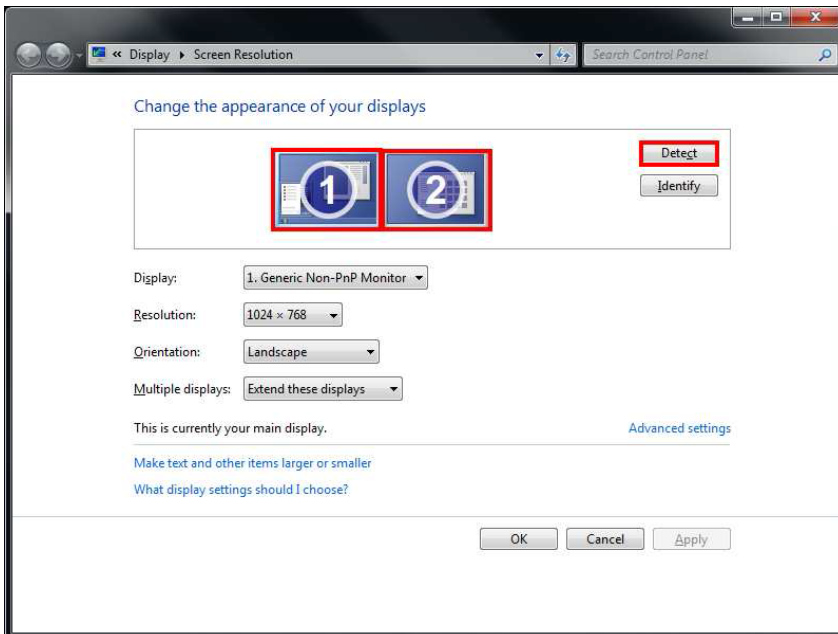 « Display ▸ Screen Resolution
Search Control Panel
Change the appearance of your displays
1
2
Detect
Identify
Display: 1. Generic Non-PnP Monitor
Resolution: 1024 × 768
Orientation: Landscape
Multiple displays: Extend these displays
This is currently your main display. Advanced settings
Make text and other items larger or smaller
What display settings should I choose?
OK Cancel Apply